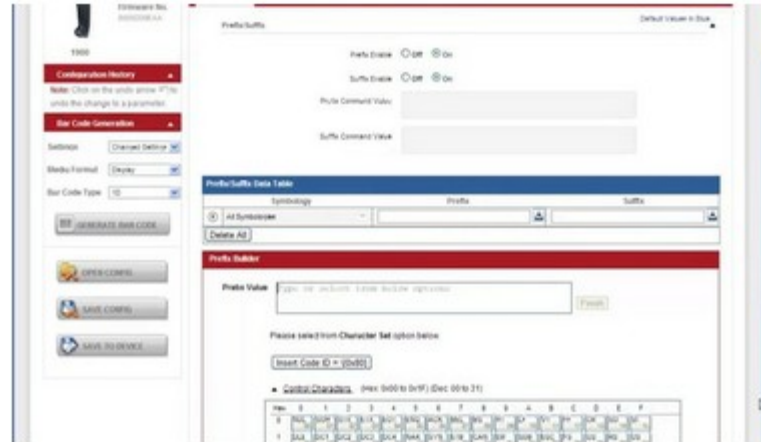 Firmware No.
1900
Configuration History
Note: Click on the undo arrow to
undo the change to a parameter.
Bar Code Generation
Settings
Changed Settings
Media Format
Display
Bar Code Type
1D
GENERATE BAR CODE
OPEN CONFIG
SAVE CONFIG
SAVE TO DEVICE
Prefix/Suffix
Default Values in Blue
Prefix Enable Off On
Suffix Enable Off On
Prefix Command Value
Suffix Command Value
Prefix/Suffix Data Table
Symbology Prefix Suffix
All Symbologies
Delete All
Prefix Builder
Prefix Value
Type or select from below options
Finish
Please select from Character Set option below
Insert Code ID = \[0x80]
Control Characters (Hex: 0x00 to 0x1F) (Dec: 00 to 31)
Hex 0 1 2 3 4 5 6 7 8 9 A B C D E F
0
1